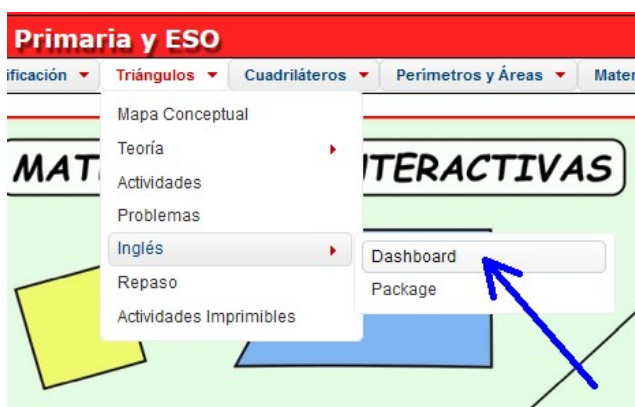 Primaria y ESO
ificación Triángulos Cuadriláteros Perímetros y Áreas Mater
Mapa Conceptual
Teoría
Actividades
Problemas
Inglés
Repaso
Actividades Imprimibles
Dashboard
Package
MAT TERACTIVAS